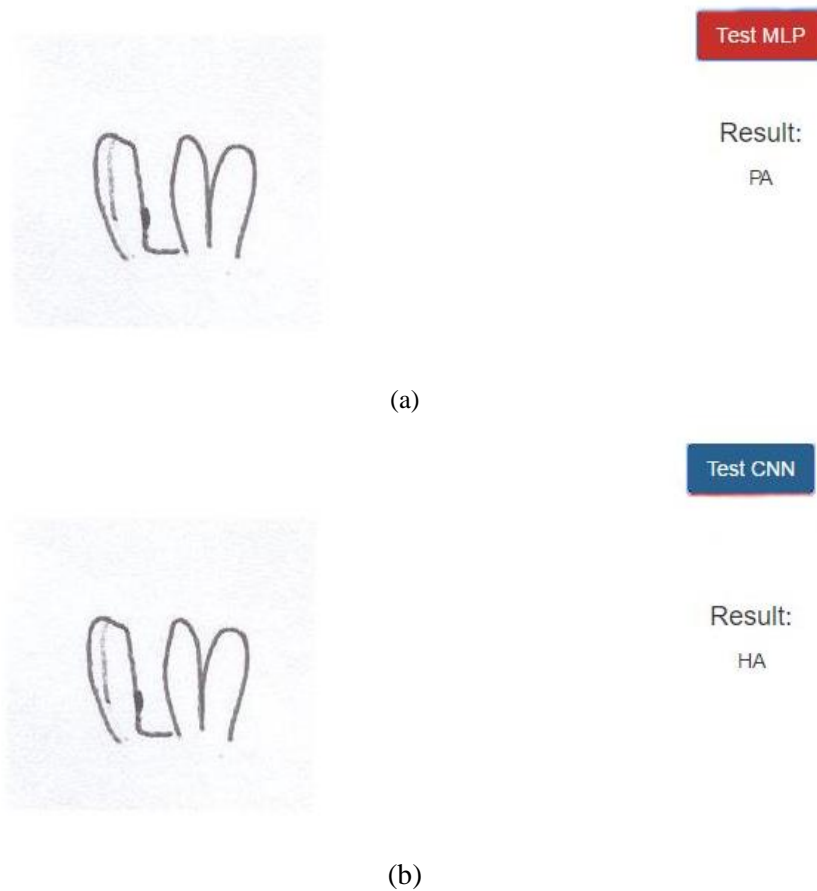 Test MLP
ꦲ
Result:
PA
(a)
Test CNN
ꦲ
Result:
HA
(b)